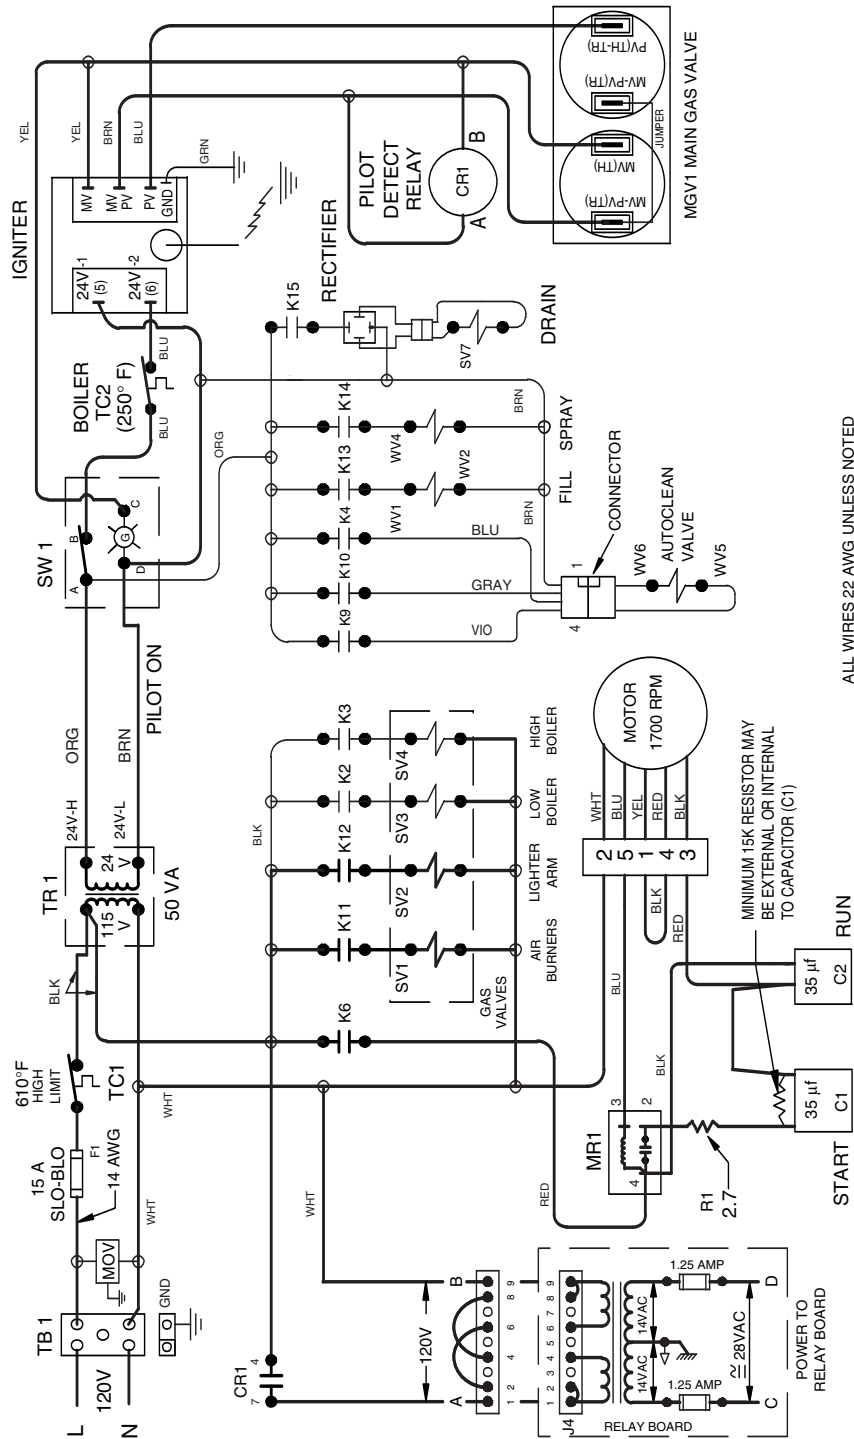 L
N
120V
TB 1
GND
MOV
15 A
SLO-BLO
F1
14 AWG
WHT
610°F
HIGH
LIMIT
TC1
WHT
BLK
TR 1
115
V
24
V
50 VA
24V-H
24V-L
ORG
BRN
PILOT ON
SW 1
A
B
C
D
G
BOILER
TC2
(250° F)
BLU
BLU
ORG
IGNITER
24V -1
(5)
24V -2
(6)
MV
MV
PV
PV
GND
YEL
YEL
BRN
BLU
GRN
CR1
7
4
BLK
K6
K11
K12
K2
K3
SV1
SV2
SV3
SV4
GAS
VALVES
AIR
BURNERS
LIGHTER
ARM
LOW
BOILER
HIGH
BOILER
K9
K10
K4
K13
K14
K15
VIO
GRAY
BLU
WV1
WV2
WV4
BRN
BRN
FILL
SPRAY
RECTIFIER
SV7
DRAIN
PILOT
DETECT
RELAY
CR1
A
B
MV-PV(TR)
MV(TH)
MV-PV(TR)
PV(TH-TR)
JUMPER
MGV1 MAIN GAS VALVE
4
1
CONNECTOR
WV6
AUTOCLEAN
VALVE
WV5
WHT
RED
120V
A
B
1 2 3 4 5 6 7 8 9
J4
1 2 3 4 5 6 7 8 9
14VAC
14VAC
1.25 AMP
1.25 AMP
≅ 28VAC
C
D
RELAY BOARD
POWER TO
RELAY BOARD
MR1
3
2
4
BLU
BLK
RED
BLK
R1
2.7
35 µf
C1
START
35 µf
C2
RUN
2
5
1
4
3
WHT
BLU
YEL
RED
BLK
MOTOR
1700 RPM
MINIMUM 15K RESISTOR MAY
BE EXTERNAL OR INTERNAL
TO CAPACITOR (C1)
ALL WIRES 22 AWG UNLESS NOTED